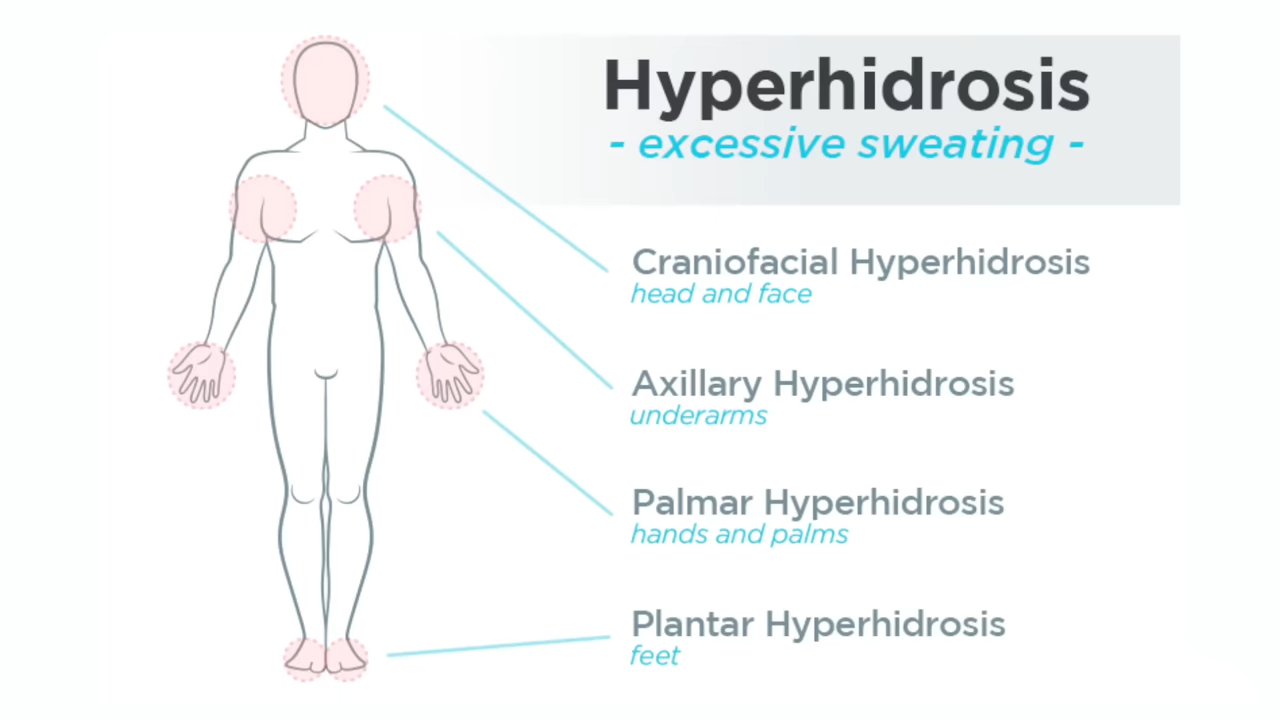 Hyperhidrosis
- excessive sweating -
Craniofacial Hyperhidrosis
head and face
Axillary Hyperhidrosis
underarms
Palmar Hyperhidrosis
hands and palms
Plantar Hyperhidrosis
feet